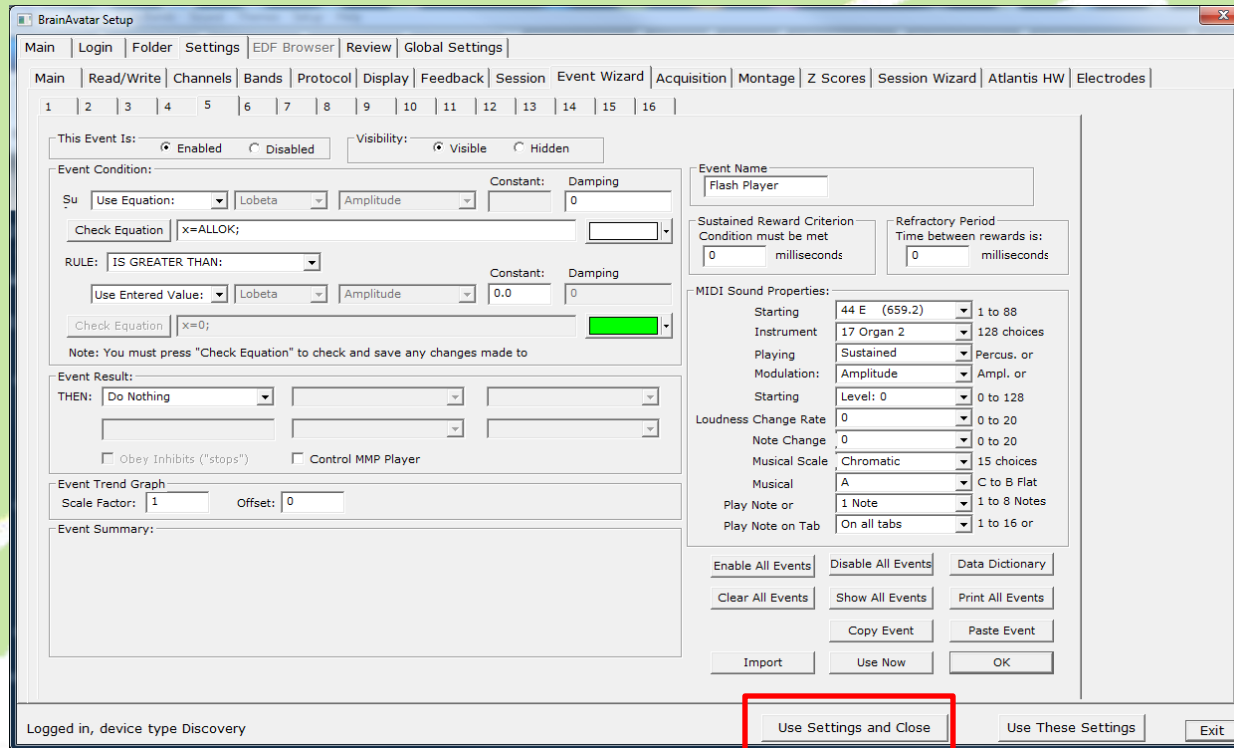 BrainAvatar Setup
Main Login Folder Settings EDF Browser Review Global Settings
Main Read/Write Channels Bands Protocol Display Feedback Session Event Wizard Acquisition Montage Z Scores Session Wizard Atlantis HW Electrodes
1 2 3 4 5 6 7 8 9 10 11 12 13 14 15 16
This Event Is:
Enabled Disabled
Visibility:
Visible Hidden
Event Condition:
Constant: Damping
Su Use Equation: Lobeta Amplitude 0
Check Equation x=ALLOK;
RULE: IS GREATER THAN:
Constant: Damping
Use Entered Value: Lobeta Amplitude 0.0 0
Check Equation x=0;
Note: You must press "Check Equation" to check and save any changes made to
Event Result:
THEN: Do Nothing
Obey Inhibits ("stops") Control MMP Player
Event Trend Graph
Scale Factor: 1 Offset: 0
Event Summary:
Event Name
Flash Player
Sustained Reward Criterion
Condition must be met
0 milliseconds
Refractory Period
Time between rewards is:
0 milliseconds
MIDI Sound Properties:
Starting 44 E (659.2) 1 to 88
Instrument 17 Organ 2 128 choices
Playing Sustained Percus. or
Modulation: Amplitude Ampl. or
Starting Level: 0 0 to 128
Loudness Change Rate 0 0 to 20
Note Change 0 0 to 20
Musical Scale Chromatic 15 choices
Musical A C to B Flat
Play Note or 1 Note 1 to 8 Notes
Play Note on Tab On all tabs 1 to 16 or
Enable All Events Disable All Events Data Dictionary
Clear All Events Show All Events Print All Events
Copy Event Paste Event
Import Use Now OK
Logged in, device type Discovery Use Settings and Close Use These Settings Exit